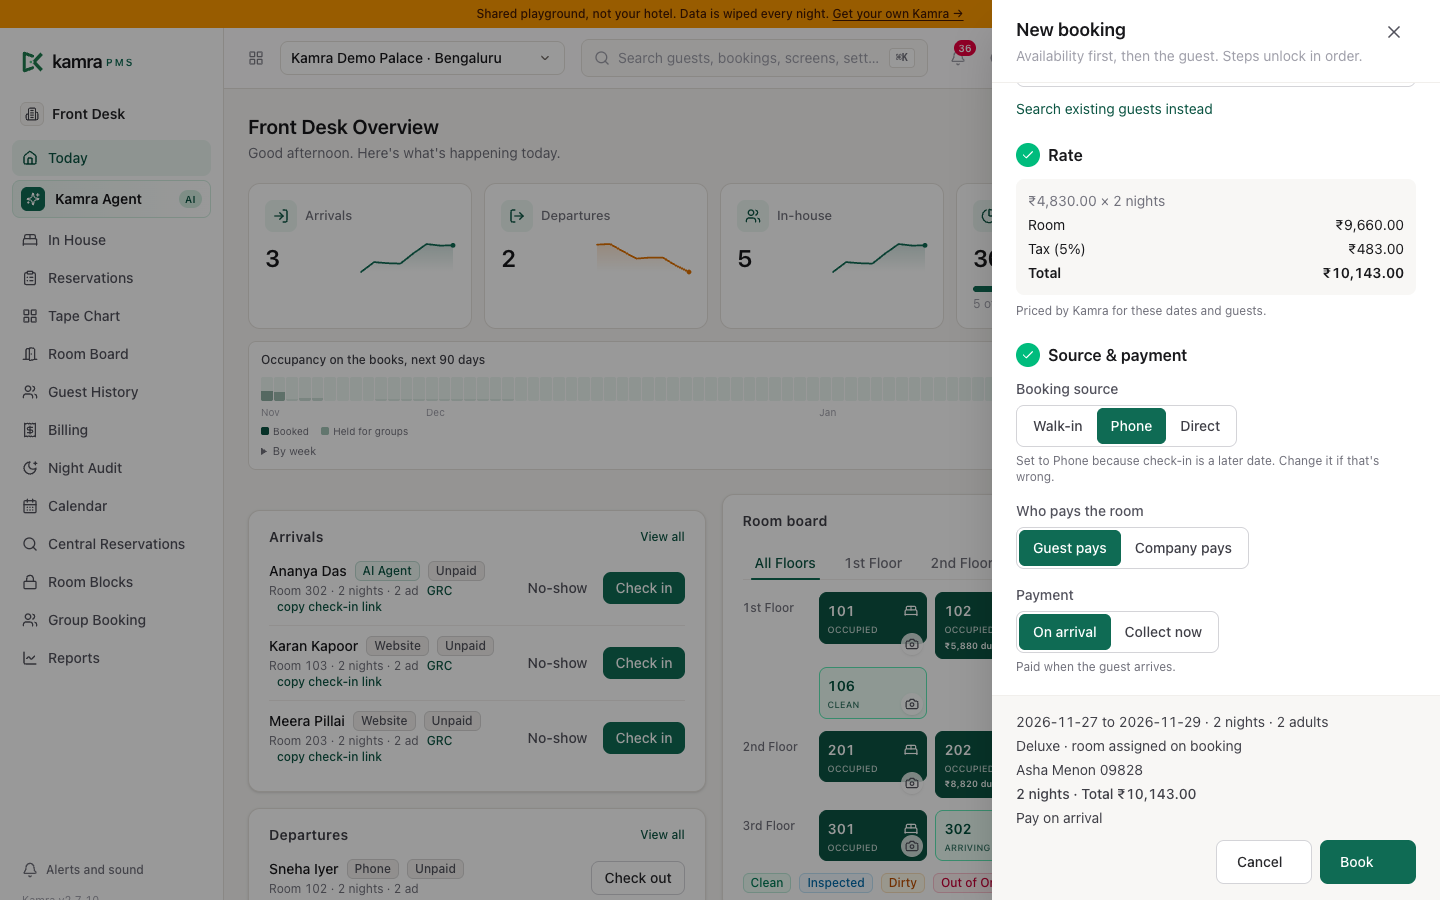 Shared playground, not your hotel. Data is wiped every night. Get your own Kamra →
kamra PMS
Front Desk
Today
Kamra Agent AI
In House
Reservations
Tape Chart
Room Board
Guest History
Billing
Night Audit
Calendar
Central Reservations
Room Blocks
Group Booking
Reports
Alerts and sound
Kamra Demo Palace · Bengaluru
Search guests, bookings, screens, sett... ⌘K
36
Front Desk Overview
Good afternoon. Here's what's happening today.
Arrivals
3
Departures
2
In-house
5
Occupancy on the books, next 90 days
Nov Dec Jan
Booked Held for groups
By week
Arrivals View all
Ananya Das AI Agent Unpaid
Room 302 · 2 nights · 2 ad GRC
copy check-in link
No-show Check in
Karan Kapoor Website Unpaid
Room 103 · 2 nights · 2 ad GRC
copy check-in link
No-show Check in
Meera Pillai Website Unpaid
Room 203 · 2 nights · 2 ad GRC
copy check-in link
No-show Check in
Departures View all
Sneha Iyer Phone Unpaid
Room 102 · 2 nights · 2 ad
Check out
Room board
All Floors 1st Floor 2nd Floor
1st Floor
101
OCCUPIED
102
OCCUPIED
₹5,880 du
106
CLEAN
2nd Floor
201
OCCUPIED
202
OCCUPIED
₹8,820 du
3rd Floor
301
OCCUPIED
302
ARRIVING
Clean Inspected Dirty Out of Or
New booking
Availability first, then the guest. Steps unlock in order.
Search existing guests instead
Rate
₹4,830.00 × 2 nights
Room ₹9,660.00
Tax (5%) ₹483.00
Total ₹10,143.00
Priced by Kamra for these dates and guests.
Source & payment
Booking source
Walk-in Phone Direct
Set to Phone because check-in is a later date. Change it if that's
wrong.
Who pays the room
Guest pays Company pays
Payment
On arrival Collect now
Paid when the guest arrives.
2026-11-27 to 2026-11-29 · 2 nights · 2 adults
Deluxe · room assigned on booking
Asha Menon 09828
2 nights · Total ₹10,143.00
Pay on arrival
Cancel Book